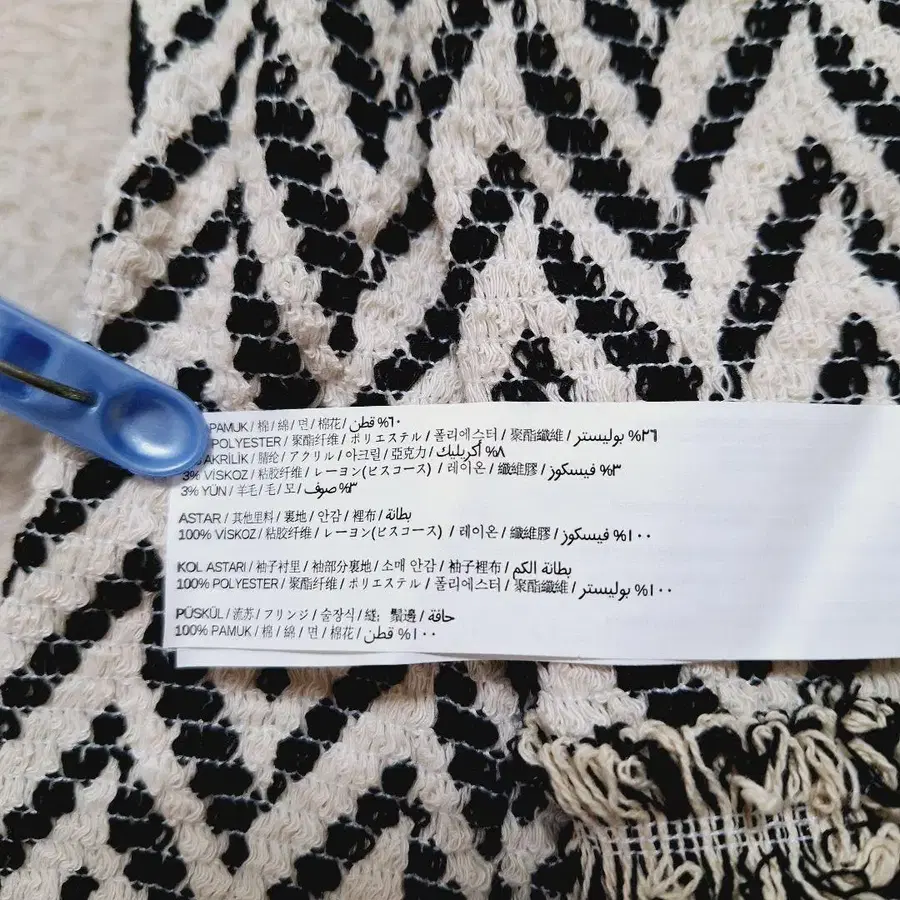 PAMUK / 棉 / 綿 / 면 / 棉花 / قطن %٦٠
POLYESTER / 聚酯纤维 / ポリエステル / 폴리에스터 / 聚酯纖維 / بوليستر %٢٦
AKRİLİK / 腈纶 / アクリル / 아크릴 / 亞克力 / أكريليك %٨
3% VİSKOZ / 粘胶纤维 / レーヨン(ビスコース) / 레이온 / 纖維膠 / فيسكوز %٣
3% YÜN / 羊毛 / 毛 / 모 / صوف %٣
ASTAR / 其他里料 / 裏地 / 안감 / 裡布 / بطانة
100% VİSKOZ / 粘胶纤维 / レーヨン(ビスコース) / 레이온 / 纖維膠 / فيسكوز %١٠٠
KOL ASTARI / 袖子衬里 / 袖部分裏地 / 소매 안감 / 袖子裡布 / بطانة الكم
100% POLYESTER / 聚酯纤维 / ポリエステル / 폴리에스터 / 聚酯纖維 / بوليستر %١٠٠
PÜSKÜL / 流苏 / フリンジ / 술장식 / 鬚邊 / حافة
100% PAMUK / 棉 / 綿 / 면 / 棉花 / قطن %١٠٠